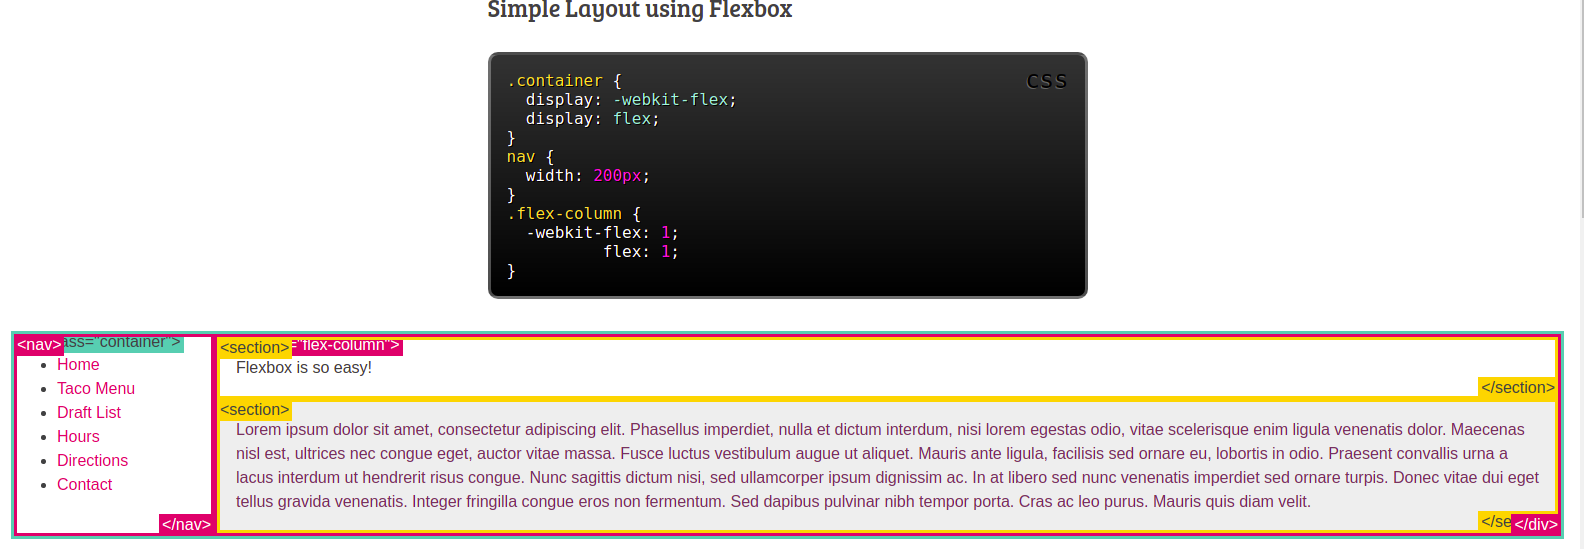 Simple Layout using Flexbox
CSS
.container {
display: -webkit-flex;
display: flex;
}
nav {
width: 200px;
}
.flex-column {
-webkit-flex: 1;
flex: 1;
}
<nav>
ass="container">
Home
Taco Menu
Draft List
Hours
Directions
Contact
</nav>
<section>
="flex-column">
Flexbox is so easy!
</section>
<section>
Lorem ipsum dolor sit amet, consectetur adipiscing elit. Phasellus imperdiet, nulla et dictum interdum, nisi lorem egestas odio, vitae scelerisque enim ligula venenatis dolor. Maecenas
nisl est, ultrices nec congue eget, auctor vitae massa. Fusce luctus vestibulum augue ut aliquet. Mauris ante ligula, facilisis sed ornare eu, lobortis in odio. Praesent convallis urna a
lacus interdum ut hendrerit risus congue. Nunc sagittis dictum nisi, sed ullamcorper ipsum dignissim ac. In at libero sed nunc venenatis imperdiet sed ornare turpis. Donec vitae dui eget
tellus gravida venenatis. Integer fringilla congue eros non fermentum. Sed dapibus pulvinar nibh tempor porta. Cras ac leo purus. Mauris quis diam velit.
</se
</div>